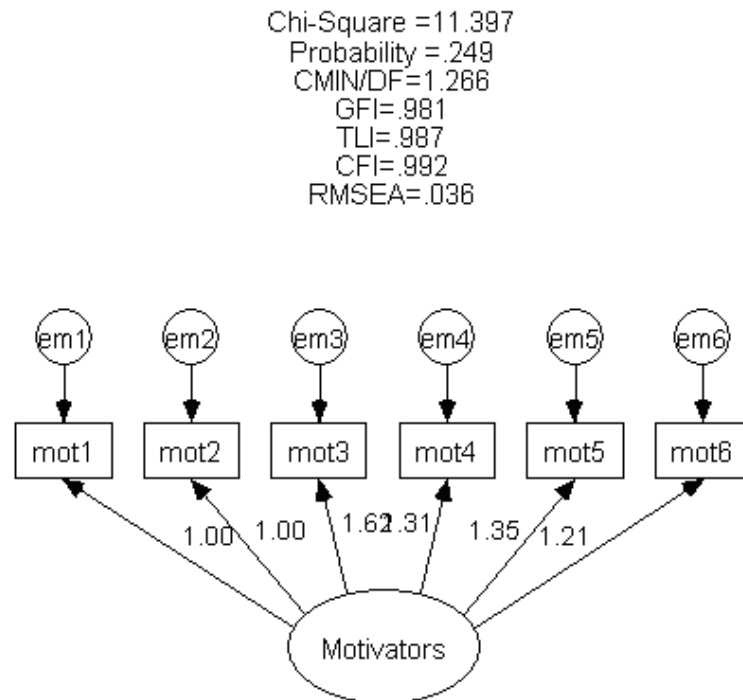 Chi-Square =11.397
Probability =.249
CMIN/DF=1.266
GFI=.981
TLI=.987
CFI=.992
RMSEA=.036
em1 em2 em3 em4 em5 em6
mot1 mot2 mot3 mot4 mot5 mot6
1.00 1.00 1.62 1.31 1.35 1.21
Motivators